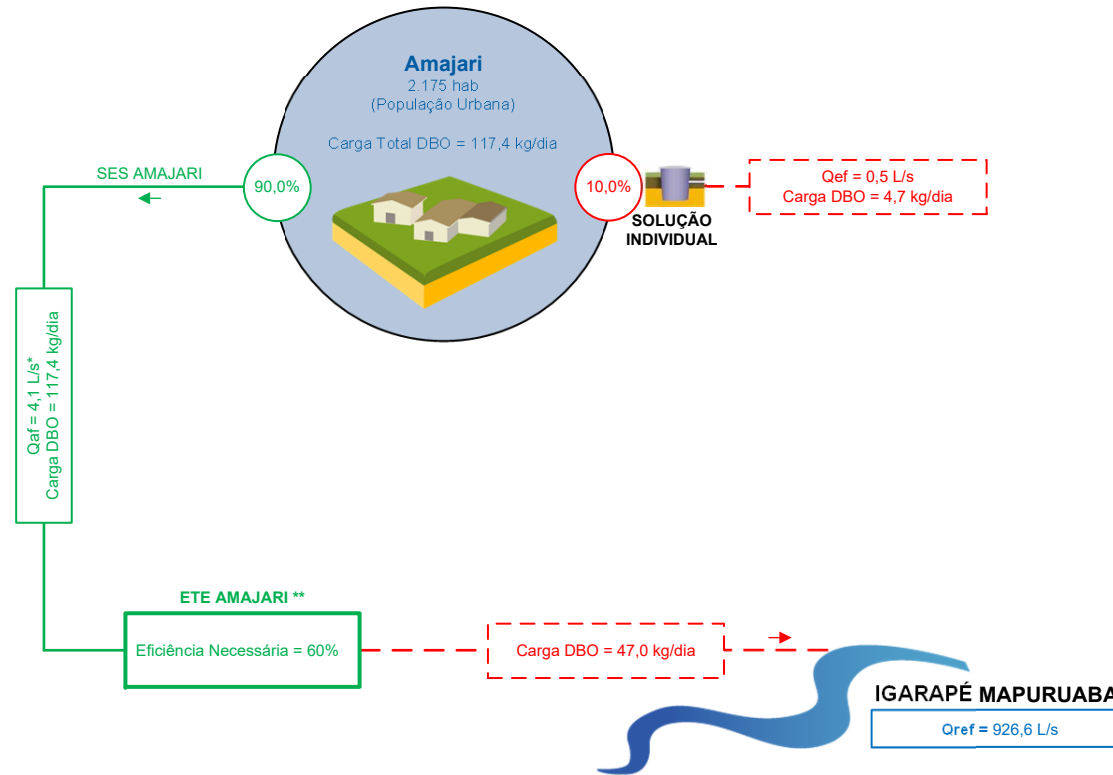 Amajari
2.175 hab
(População Urbana)
Carga Total DBO = 117,4 kg/dia
SES AMAJARI
90,0%
10,0%
SOLUÇÃO
INDIVIDUAL
Qef = 0,5 L/s
Carga DBO = 4,7 kg/dia
Qaf = 4,1 L/s*
Carga DBO = 117,4 kg/dia
ETE AMAJARI **
Eficiência Necessária = 60%
Carga DBO = 47,0 kg/dia
IGARAPÉ MAPURUABA
Qref = 926,6 L/s